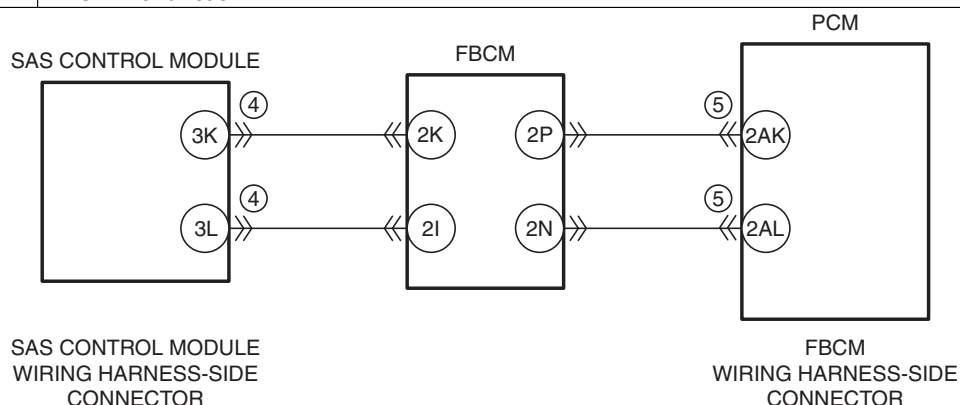 PCM
SAS CONTROL MODULE
FBCM
4
5
3K
2K
2P
2AK
4
5
3L
2I
2N
2AL
SAS CONTROL MODULE
WIRING HARNESS-SIDE
CONNECTOR
FBCM
WIRING HARNESS-SIDE
CONNECTOR